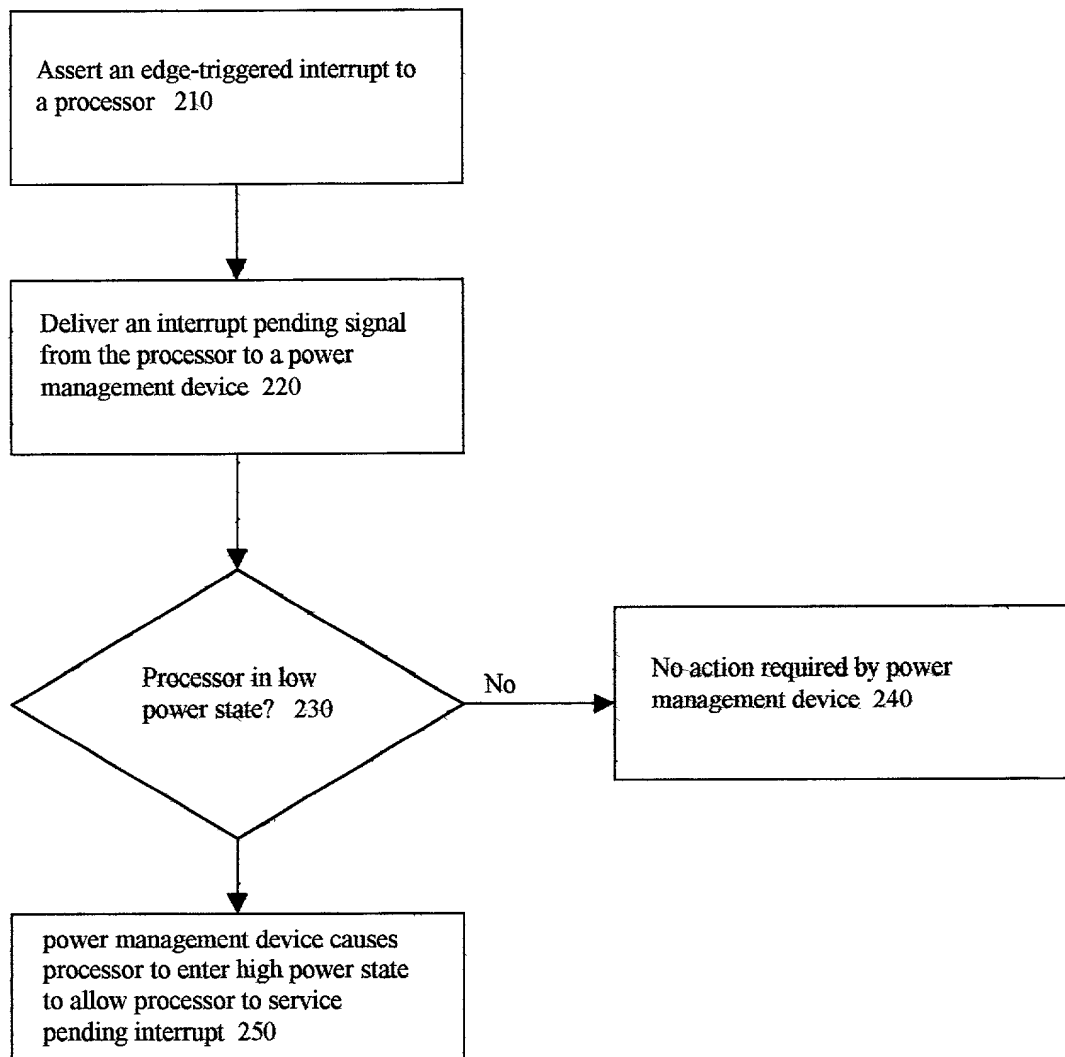 Assert an edge-triggered interrupt to
a processor 210
Deliver an interrupt pending signal
from the processor to a power
management device 220
Processor in low
power state? 230
No
No action required by power
management device 240
power management device causes
processor to enter high power state
to allow processor to service
pending interrupt 250